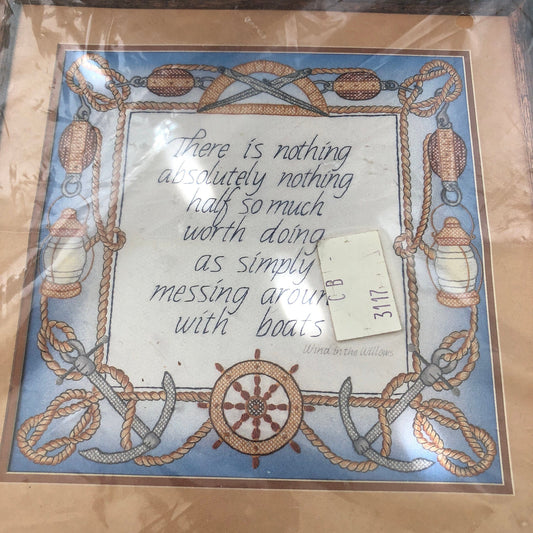 There is nothing
absolutely nothing
half so much
worth doing
as simply
messing aroun
with boats
Wind in the Willows
CB
3117.